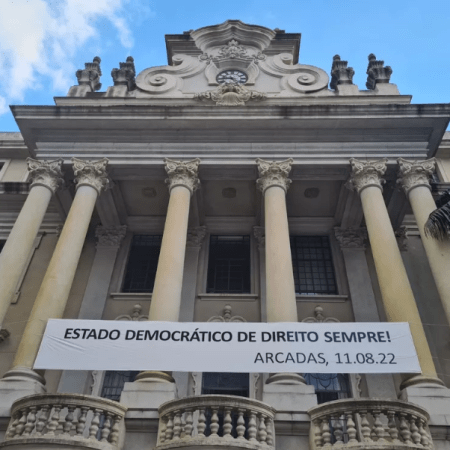 ESTADO DEMOCRÁTICO DE DIREITO SEMPRE!
ARCADAS, 11.08.22